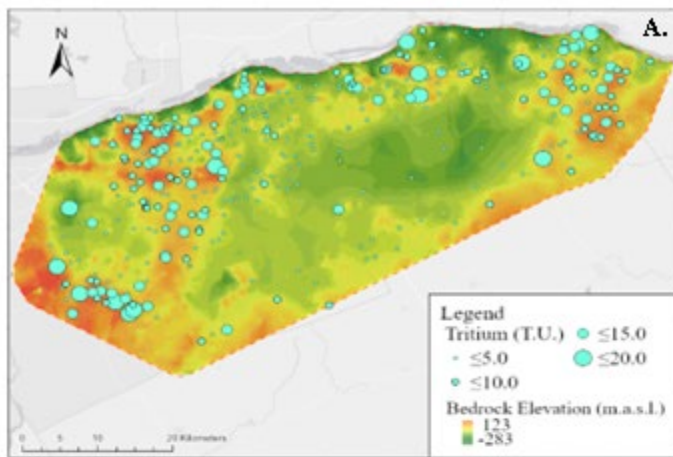 A.
N
Legend
Tritium (T.U.)
≤5.0
≤10.0
≤15.0
≤20.0
Bedrock Elevation (m.a.s.l.)
123
-283
0 5 10 20 Kilometers